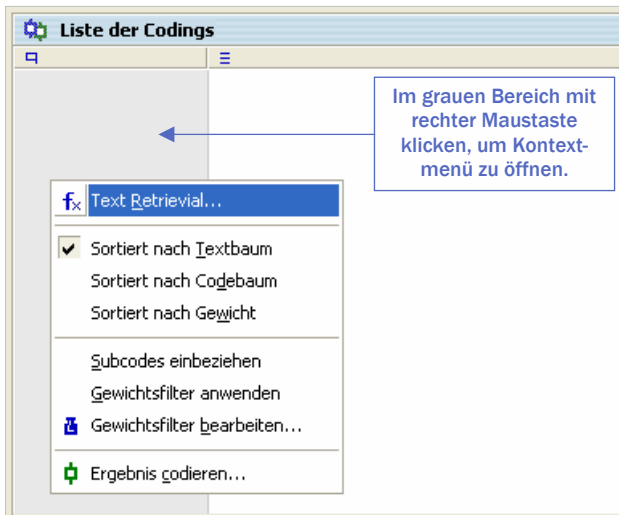 Liste der Codings
Im grauen Bereich mit
rechter Maustaste
klicken, um Kontext-
menü zu öffnen.
fx Text Retrievial...
Sortiert nach Textbaum
Sortiert nach Codebaum
Sortiert nach Gewicht
Subcodes einbeziehen
Gewichtsfilter anwenden
Gewichtsfilter bearbeiten...
Ergebnis codieren...